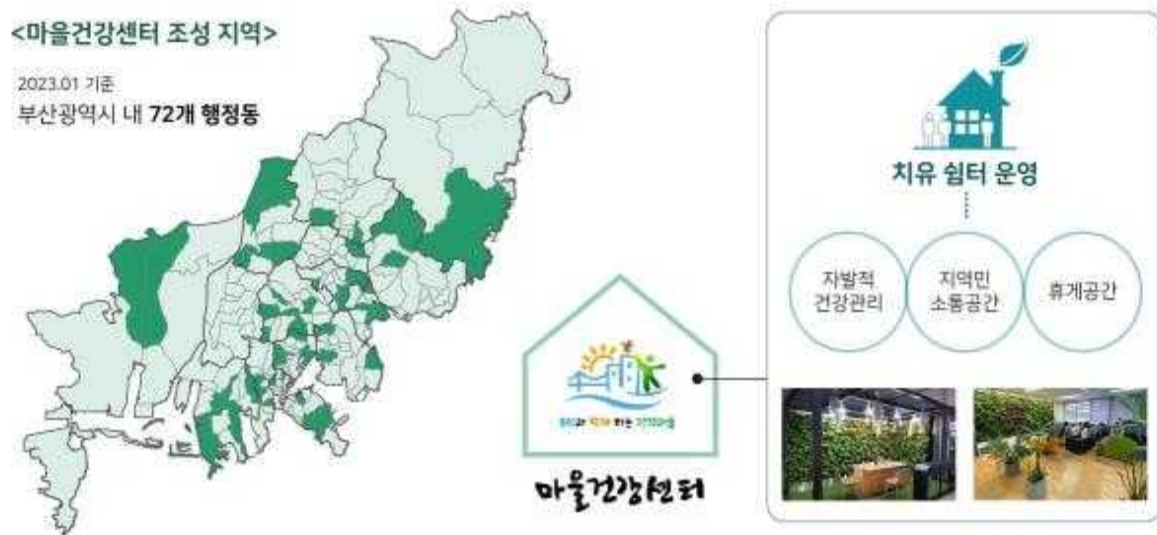 <마을건강센터 조성 지역>
2023.01 기준
부산광역시 내 72개 행정동
마을건강센터
치유 쉼터 운영
자발적
건강관리
지역민
소통공간
휴게공간